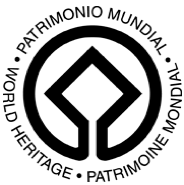 PATRIMONIO MUNDIAL •
WORLD HERITAGE •
PATRIMOINE MONDIAL •